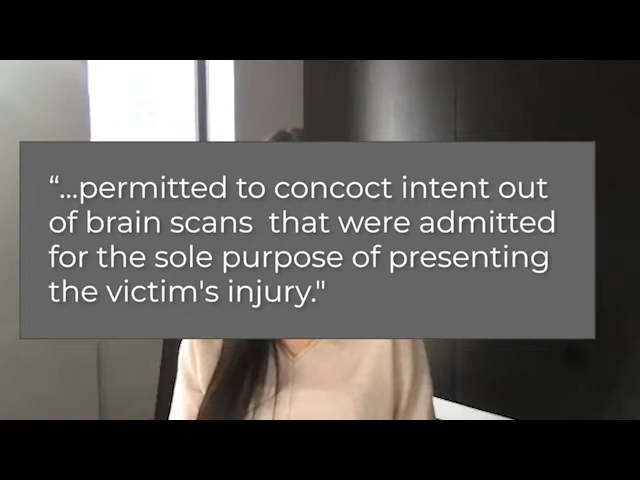 “...permitted to concoct intent out
of brain scans  that were admitted
for the sole purpose of presenting
the victim's injury."